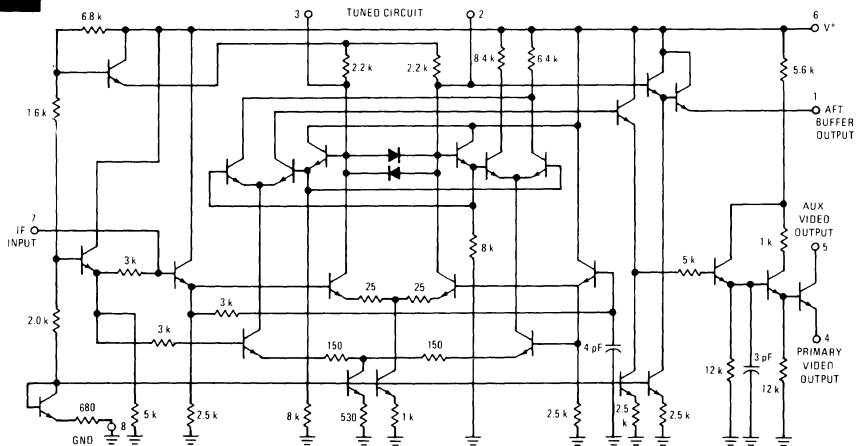 6.8 k
3
TUNED CIRCUIT
2
6
V+
2.2 k
2.2 k
8 4 k
6 4 k
5.6 k
1 6 k
1
AFT
BUFFER
OUTPUT
7
IF
INPUT
AUX
VIDEO
OUTPUT
5
3 k
8 k
5 k
1 k
25
25
3 k
2.0 k
3 k
150
150
4 pF
4
PRIMARY
VIDEO
OUTPUT
12 k
3 pF
12 k
680
8
GND
5 k
2.5 k
8 k
530
1 k
2.5 k
2.5
k
2.5 k